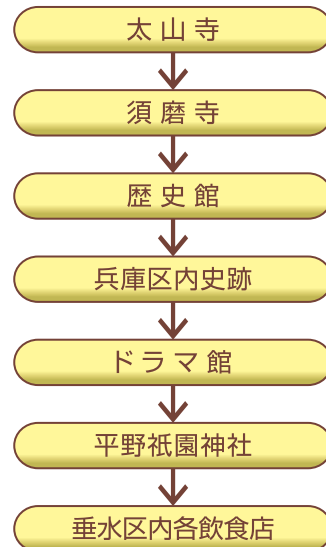 太山寺
須磨寺
歴史館
兵庫区内史跡
ドラマ館
平野祇園神社
垂水区内各飲食店